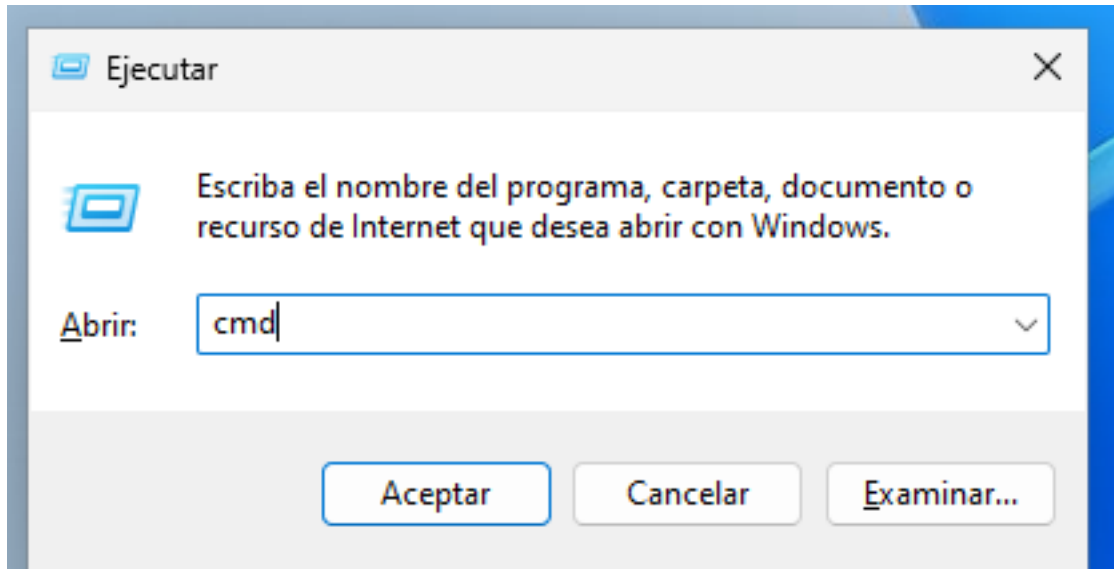 Ejecutar
Escriba el nombre del programa, carpeta, documento o
recurso de Internet que desea abrir con Windows.
Abrir: cmd
Aceptar Cancelar Examinar...